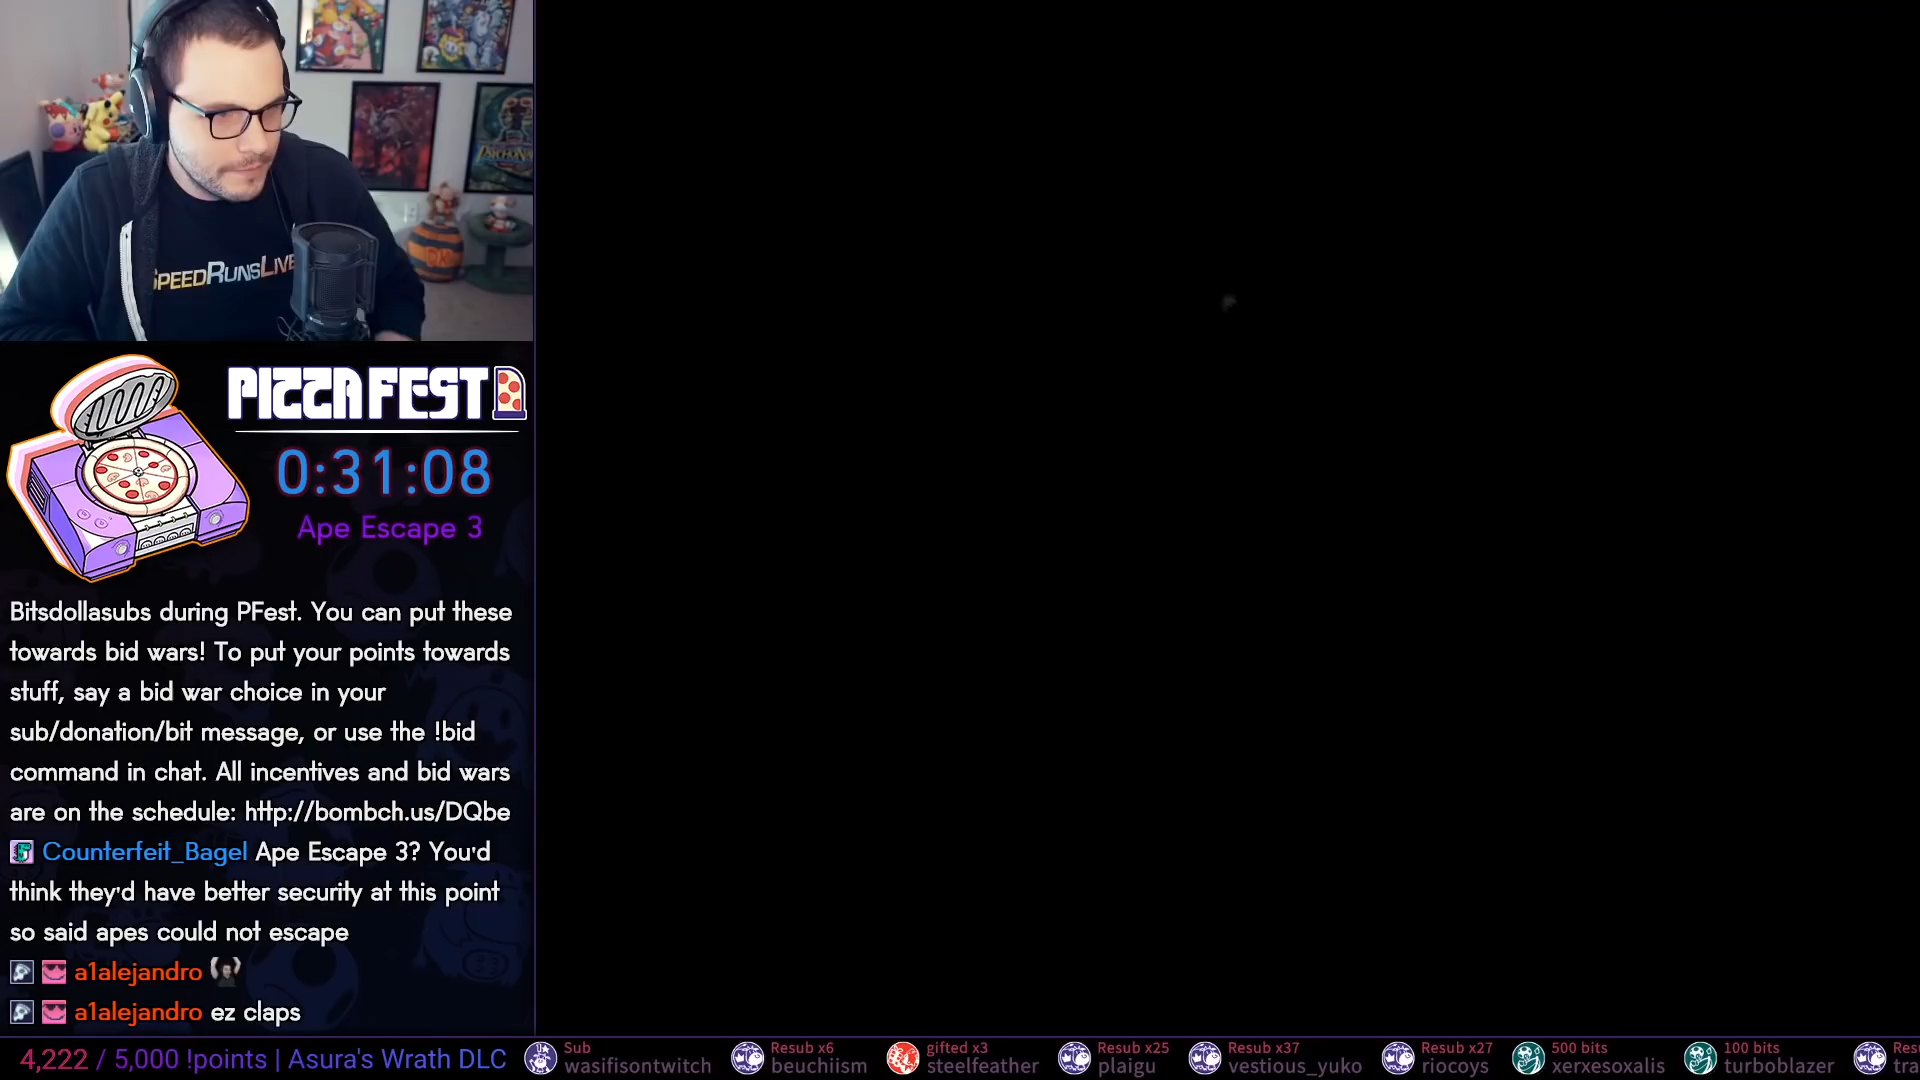 SPEEDRUNSLIVE
PIZZA FEST
0:31:08
Ape Escape 3
Bitsdollasubs during PFest. You can put these
towards bid wars! To put your points towards
stuff, say a bid war choice in your
sub/donation/bit message, or use the !bid
command in chat. All incentives and bid wars
are on the schedule: http://bombch.us/DQbe
Counterfeit_Bagel Ape Escape 3? You'd
think they'd have better security at this point
so said apes could not escape
a1alejandro
a1alejandro ez claps
4,222 / 5,000 !points | Asura's Wrath DLC
Sub
wasifisontwitch
Resub x6
beuchiism
gifted x3
steelfeather
Resub x25
plaigu
Resub x37
vestious_yuko
Resub x27
riocoys
500 bits
xerxesoxalis
100 bits
turboblazer